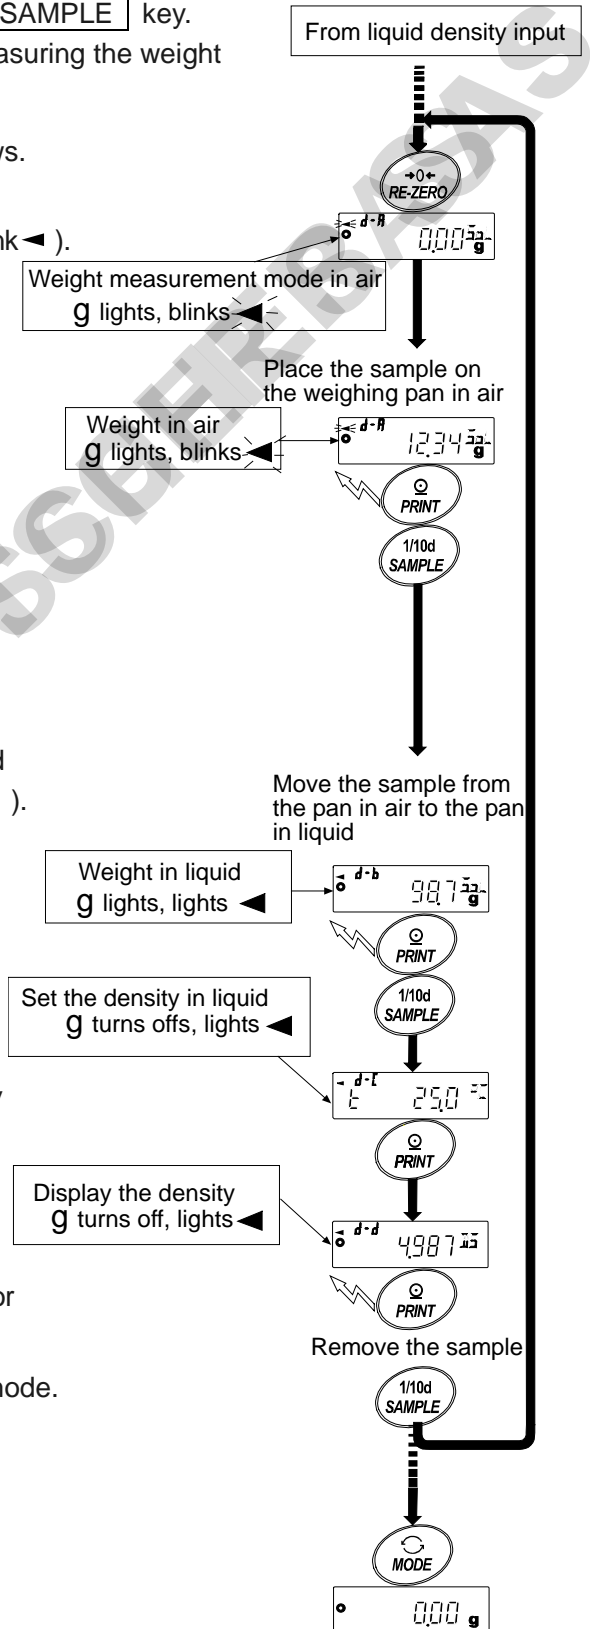 SAMPLE key.
From liquid density input
asuring the weight
vs.
→0←
RE-ZERO
nk ◄ ).
d-A
0.00 g
Weight measurement mode in air
g lights, blinks ◄
Place the sample on
the weighing pan in air
Weight in air
g lights, blinks ◄
d-A
12.34 g
PRINT
1/10d
SAMPLE
d
).
Move the sample from
the pan in air to the pan
in liquid
Weight in liquid
g lights, lights ◄
d-b
9.87 g
PRINT
1/10d
SAMPLE
Set the density in liquid
g turns offs, lights ◄
d-C
t 25.0
y
PRINT
Display the density
g turns off, lights ◄
d-d
4.987
PRINT
or
Remove the sample
node.
1/10d
SAMPLE
MODE
0.00 g